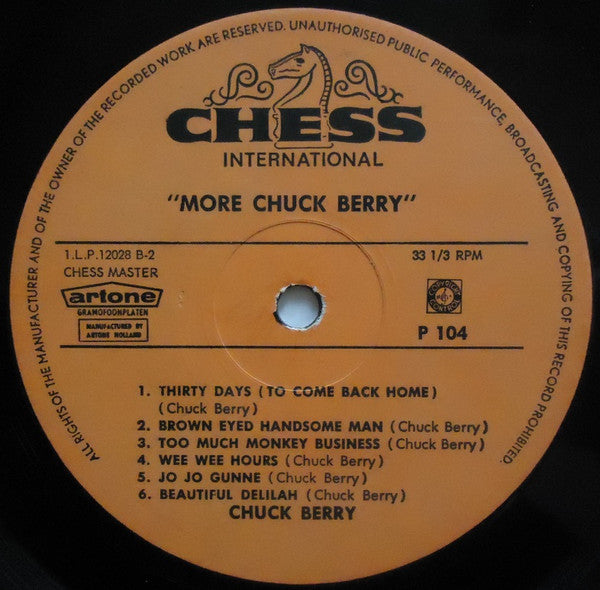 ALL RIGHTS OF THE MANUFACTURER AND OF THE OWNER OF THE RECORDED WORK ARE RESERVED. UNAUTHORISED PUBLIC PERFORMANCE, BROADCASTING AND COPYING OF THIS RECORD PROHIBITED.
CHESS
INTERNATIONAL
"MORE CHUCK BERRY"
1.L.P.12028 B-2
CHESS MASTER
33 1/3 RPM
artone
GRAMOFOONPLATEN
MANUFACTURED BY
ARTONE HOLLAND
P 104
1. THIRTY DAYS (TO COME BACK HOME)
(Chuck Berry)
2. BROWN EYED HANDSOME MAN (Chuck Berry)
3. TOO MUCH MONKEY BUSINESS (Chuck Berry)
4. WEE WEE HOURS (Chuck Berry)
5. JO JO GUNNE (Chuck Berry)
6. BEAUTIFUL DELILAH (Chuck Berry)
CHUCK BERRY